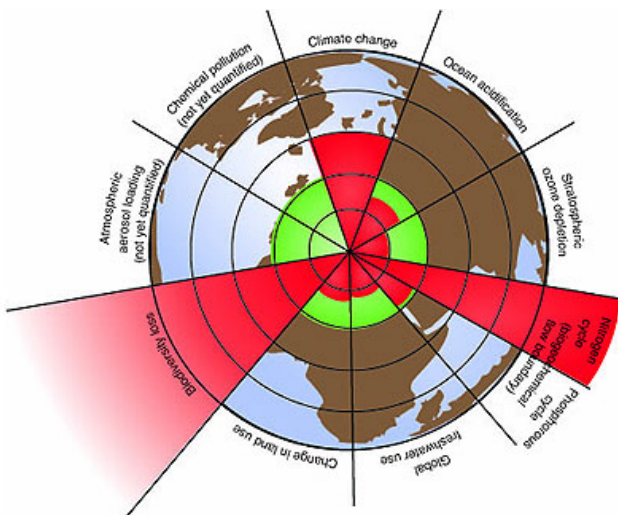 Climate change
Ocean acidification
Stratospheric
ozone depletion
Nitrogen
cycle
(biogeochemical
flow boundary)
Phosphorous
cycle
Global
freshwater use
Change in land use
Biodiversity loss
Atmospheric
aerosol loading
(not yet quantified)
Chemical pollution
(not yet quantified)